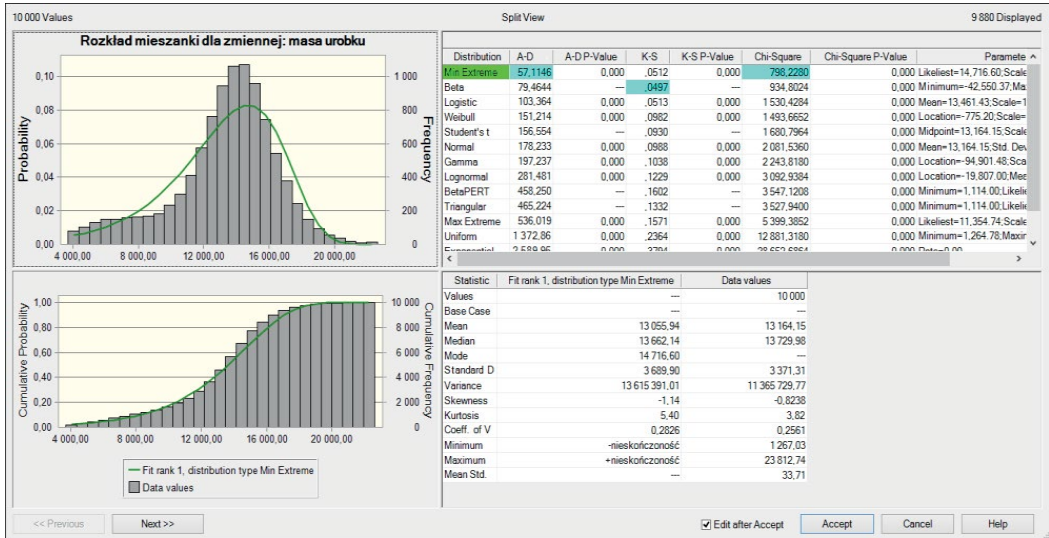 10 000 Values Split View 9 880 Displayed
Rozkład mieszanki dla zmiennej: masa urobku
Probability
0,10
0,08
0,06
0,04
0,02
0,00
1 000
800
600
400
200
0
Frequency
4 000,00 8 000,00 12 000,00 16 000,00 20 000,00
Cumulative Probability
1,00
0,80
0,60
0,40
0,20
0,00
10 000
8 000
6 000
4 000
2 000
0
Cumulative Frequency
4 000,00 8 000,00 12 000,00 16 000,00 20 000,00
Fit rank 1, distribution type Min Extreme
Data values
Distribution A-D A-D P-Value K-S K-S P-Value Chi-Square Chi-Square P-Value Paramete
Min Extreme 57,1146 0,000 ,0512 0,000 798,2280 0,000 Likeliest=14,716.60;Scale
Beta 79,4644 --- ,0497 --- 934,8024 0,000 Minimum=-42,550.37;Ma
Logistic 103,364 0,000 ,0513 0,000 1 530,4284 0,000 Mean=13,461.43;Scale=1
Weibull 151,214 0,000 ,0982 0,000 1 493,6652 0,000 Location=-775.20;Scale=
Student's t 156,554 --- ,0930 --- 1 680,7964 0,000 Midpoint=13,164.15;Scale
Normal 178,233 0,000 ,0988 0,000 2 081,5360 0,000 Mean=13,164.15;Std. Dev
Gamma 197,237 0,000 ,1038 0,000 2 243,8180 0,000 Location=-94,901.48;Sca
Lognormal 281,481 0,000 ,1229 0,000 3 092,9384 0,000 Location=-19,807.00;Mea
BetaPERT 458,250 --- ,1602 --- 3 547,1208 0,000 Minimum=1,114.00;Likelie
Triangular 465,224 --- ,1332 --- 3 527,9400 0,000 Minimum=1,114.00;Likelie
Max Extreme 536,019 0,000 ,1571 0,000 5 399,3852 0,000 Likeliest=11,354.74;Scale
Uniform 1 372,86 0,000 ,2364 0,000 12 881,3180 0,000 Minimum=1,264.78;Maxir
Statistic Fit rank 1, distribution type Min Extreme Data values
Values --- 10 000
Base Case --- ---
Mean 13 055,94 13 164,15
Median 13 662,14 13 729,98
Mode 14 716,60 ---
Standard D 3 689,90 3 371,31
Variance 13 615 391,01 11 365 729,77
Skewness -1,14 -0,8238
Kurtosis 5,40 3,82
Coeff. of V 0,2826 0,2561
Minimum -nieskończoność 1 267,03
Maximum +nieskończoność 23 812,74
Mean Std. --- 33,71
<< Previous Next >> Edit after Accept Accept Cancel Help